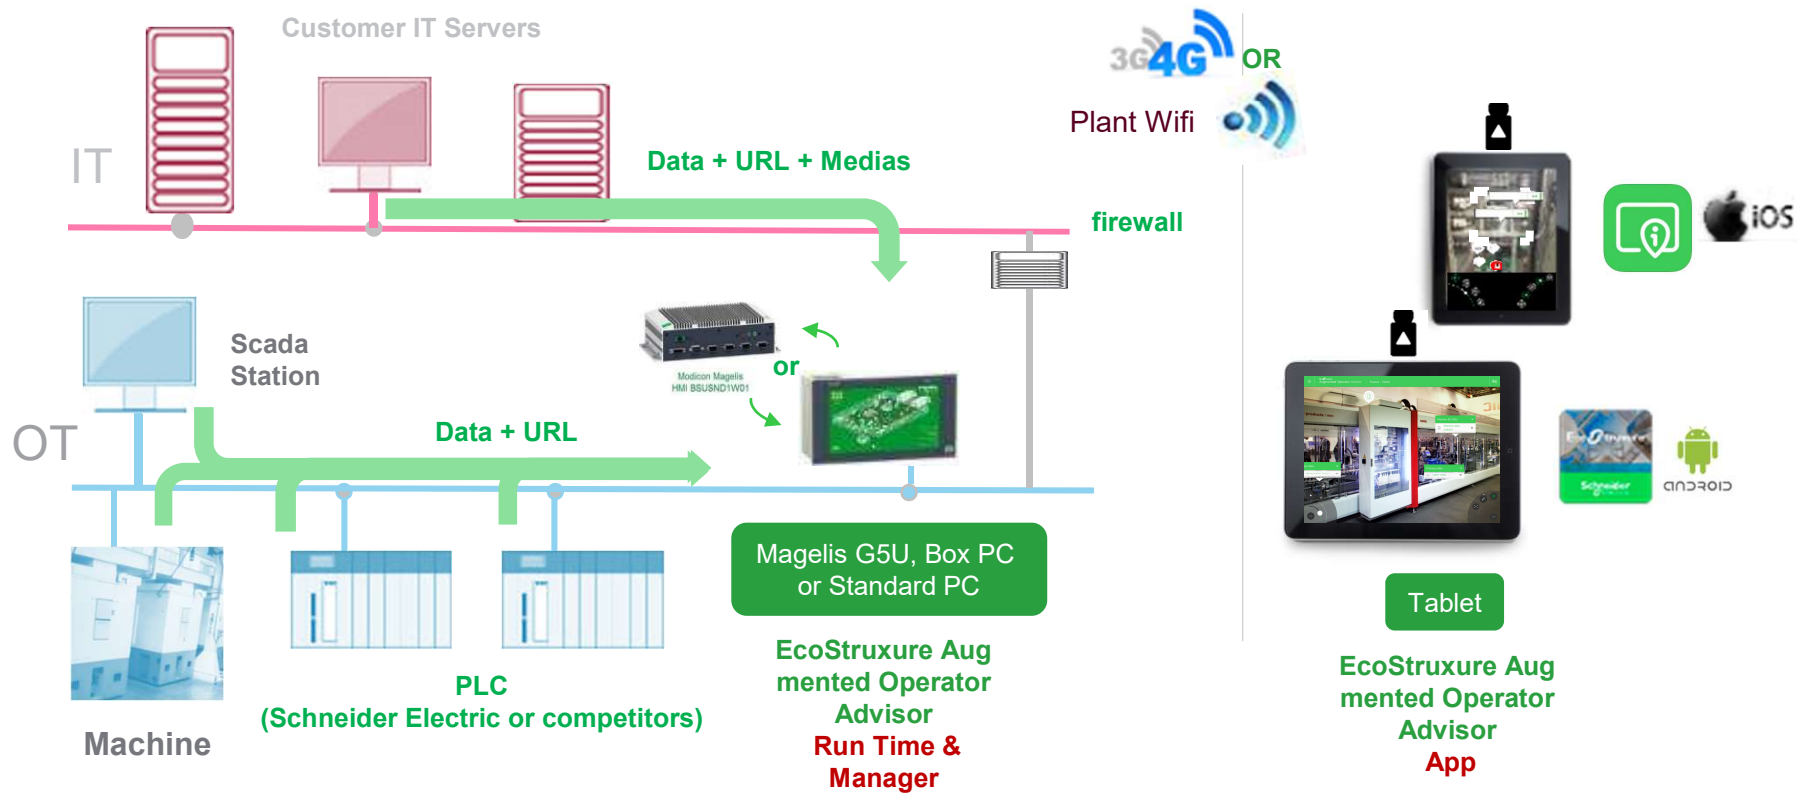 Customer IT Servers
3G 4G
OR
Plant Wifi
IT
Data + URL + Medias
firewall
iOS
Scada
Station
or
Modicon Magelis
HMI BSUSND1W01
OT
Data + URL
EcoStruxure
Schneider
ANDROID
Magelis G5U, Box PC
or Standard PC
Tablet
EcoStruxure Aug
mented Operator
Advisor
Run Time &
Manager
EcoStruxure Aug
mented Operator
Advisor
App
PLC
(Schneider Electric or competitors)
Machine